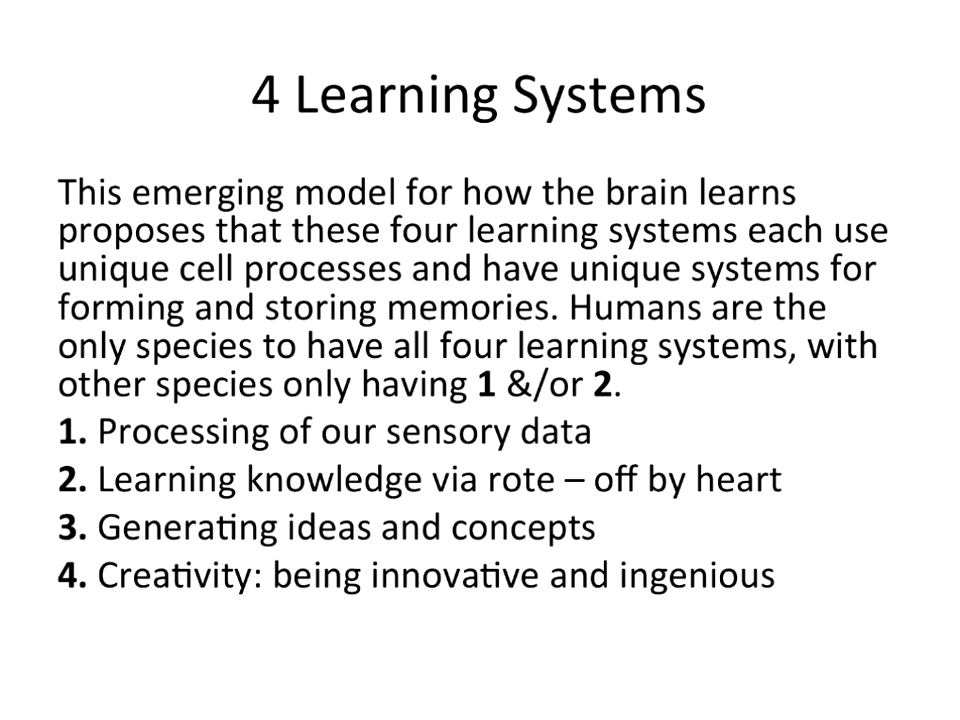 4 Learning Systems
This emerging model for how the brain learns
proposes that these four learning systems each use
unique cell processes and have unique systems for
forming and storing memories. Humans are the
only species to have all four learning systems, with
other species only having 1 &/or 2.
1. Processing of our sensory data
2. Learning knowledge via rote – off by heart
3. Generating ideas and concepts
4. Creativity: being innovative and ingenious